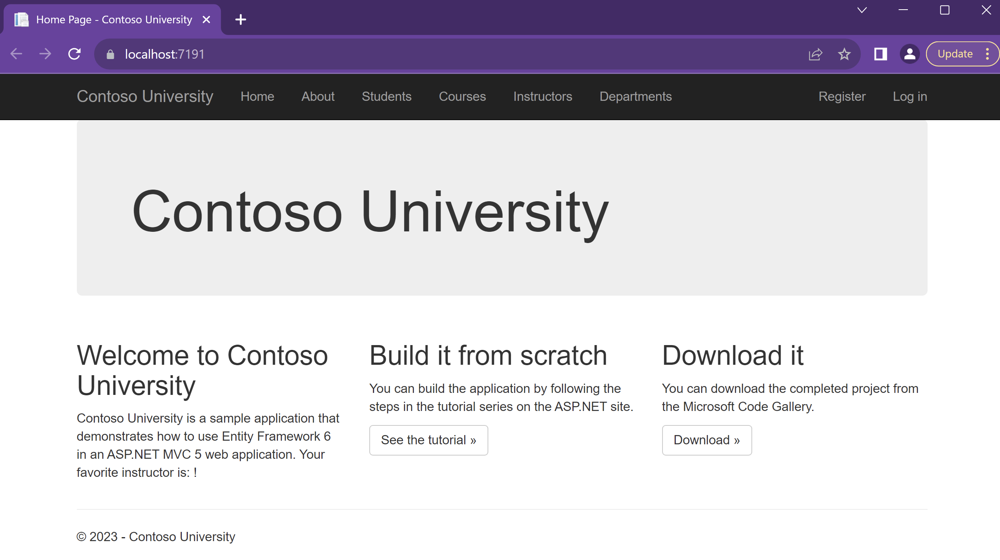 Home Page - Contoso University
localhost:7191
Update
Contoso University Home About Students Courses Instructors Departments Register Log in
Contoso University
Welcome to Contoso
University
Contoso University is a sample application that
demonstrates how to use Entity Framework 6
in an ASP.NET MVC 5 web application. Your
favorite instructor is: !
Build it from scratch
You can build the application by following the
steps in the tutorial series on the ASP.NET site.
See the tutorial »
Download it
You can download the completed project from
the Microsoft Code Gallery.
Download »
© 2023 - Contoso University